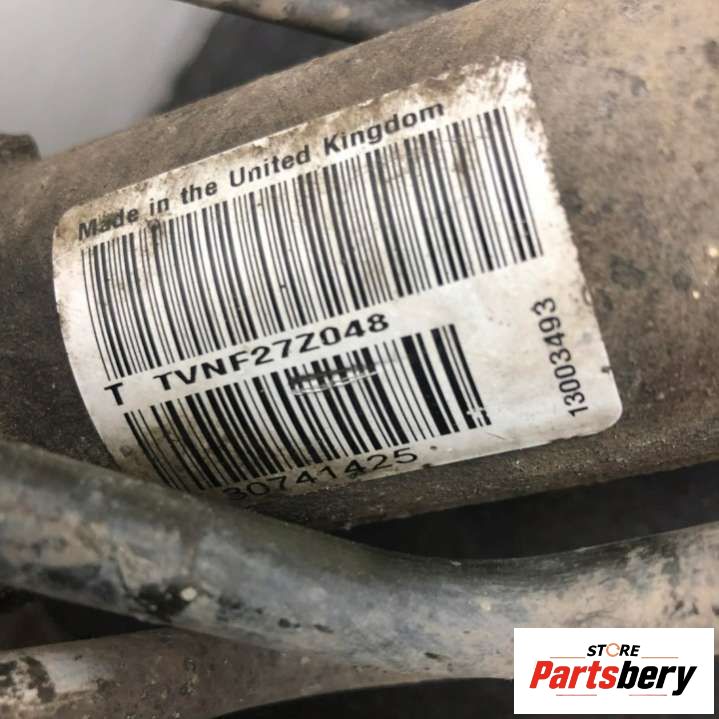 Made in the United Kingdom
T TVNF27Z048
30741425
13003493
STORE
Partsbery